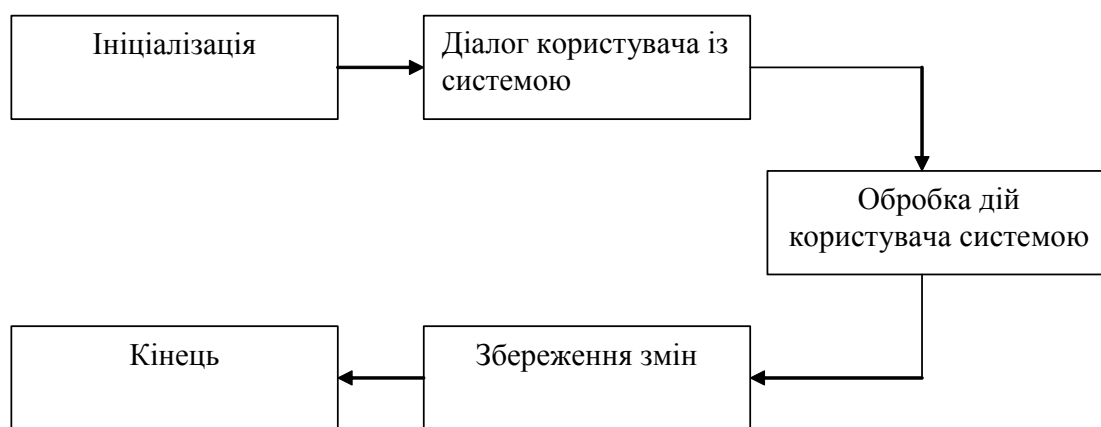 Ініціалізація
Діалог користувача із
системою
Обробка дій
користувача системою
Кінець
Збереження змін